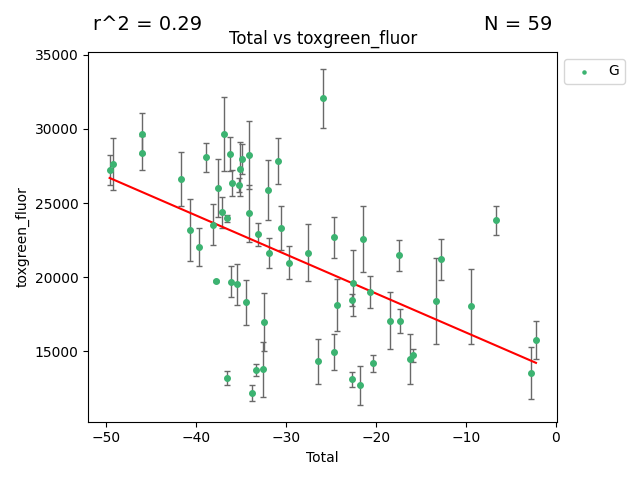 r^2 = 0.29
N = 59
Total vs toxgreen_fluor
G
toxgreen_fluor
35000
30000
25000
20000
15000
−50
−40
−30
−20
−10
0
Total